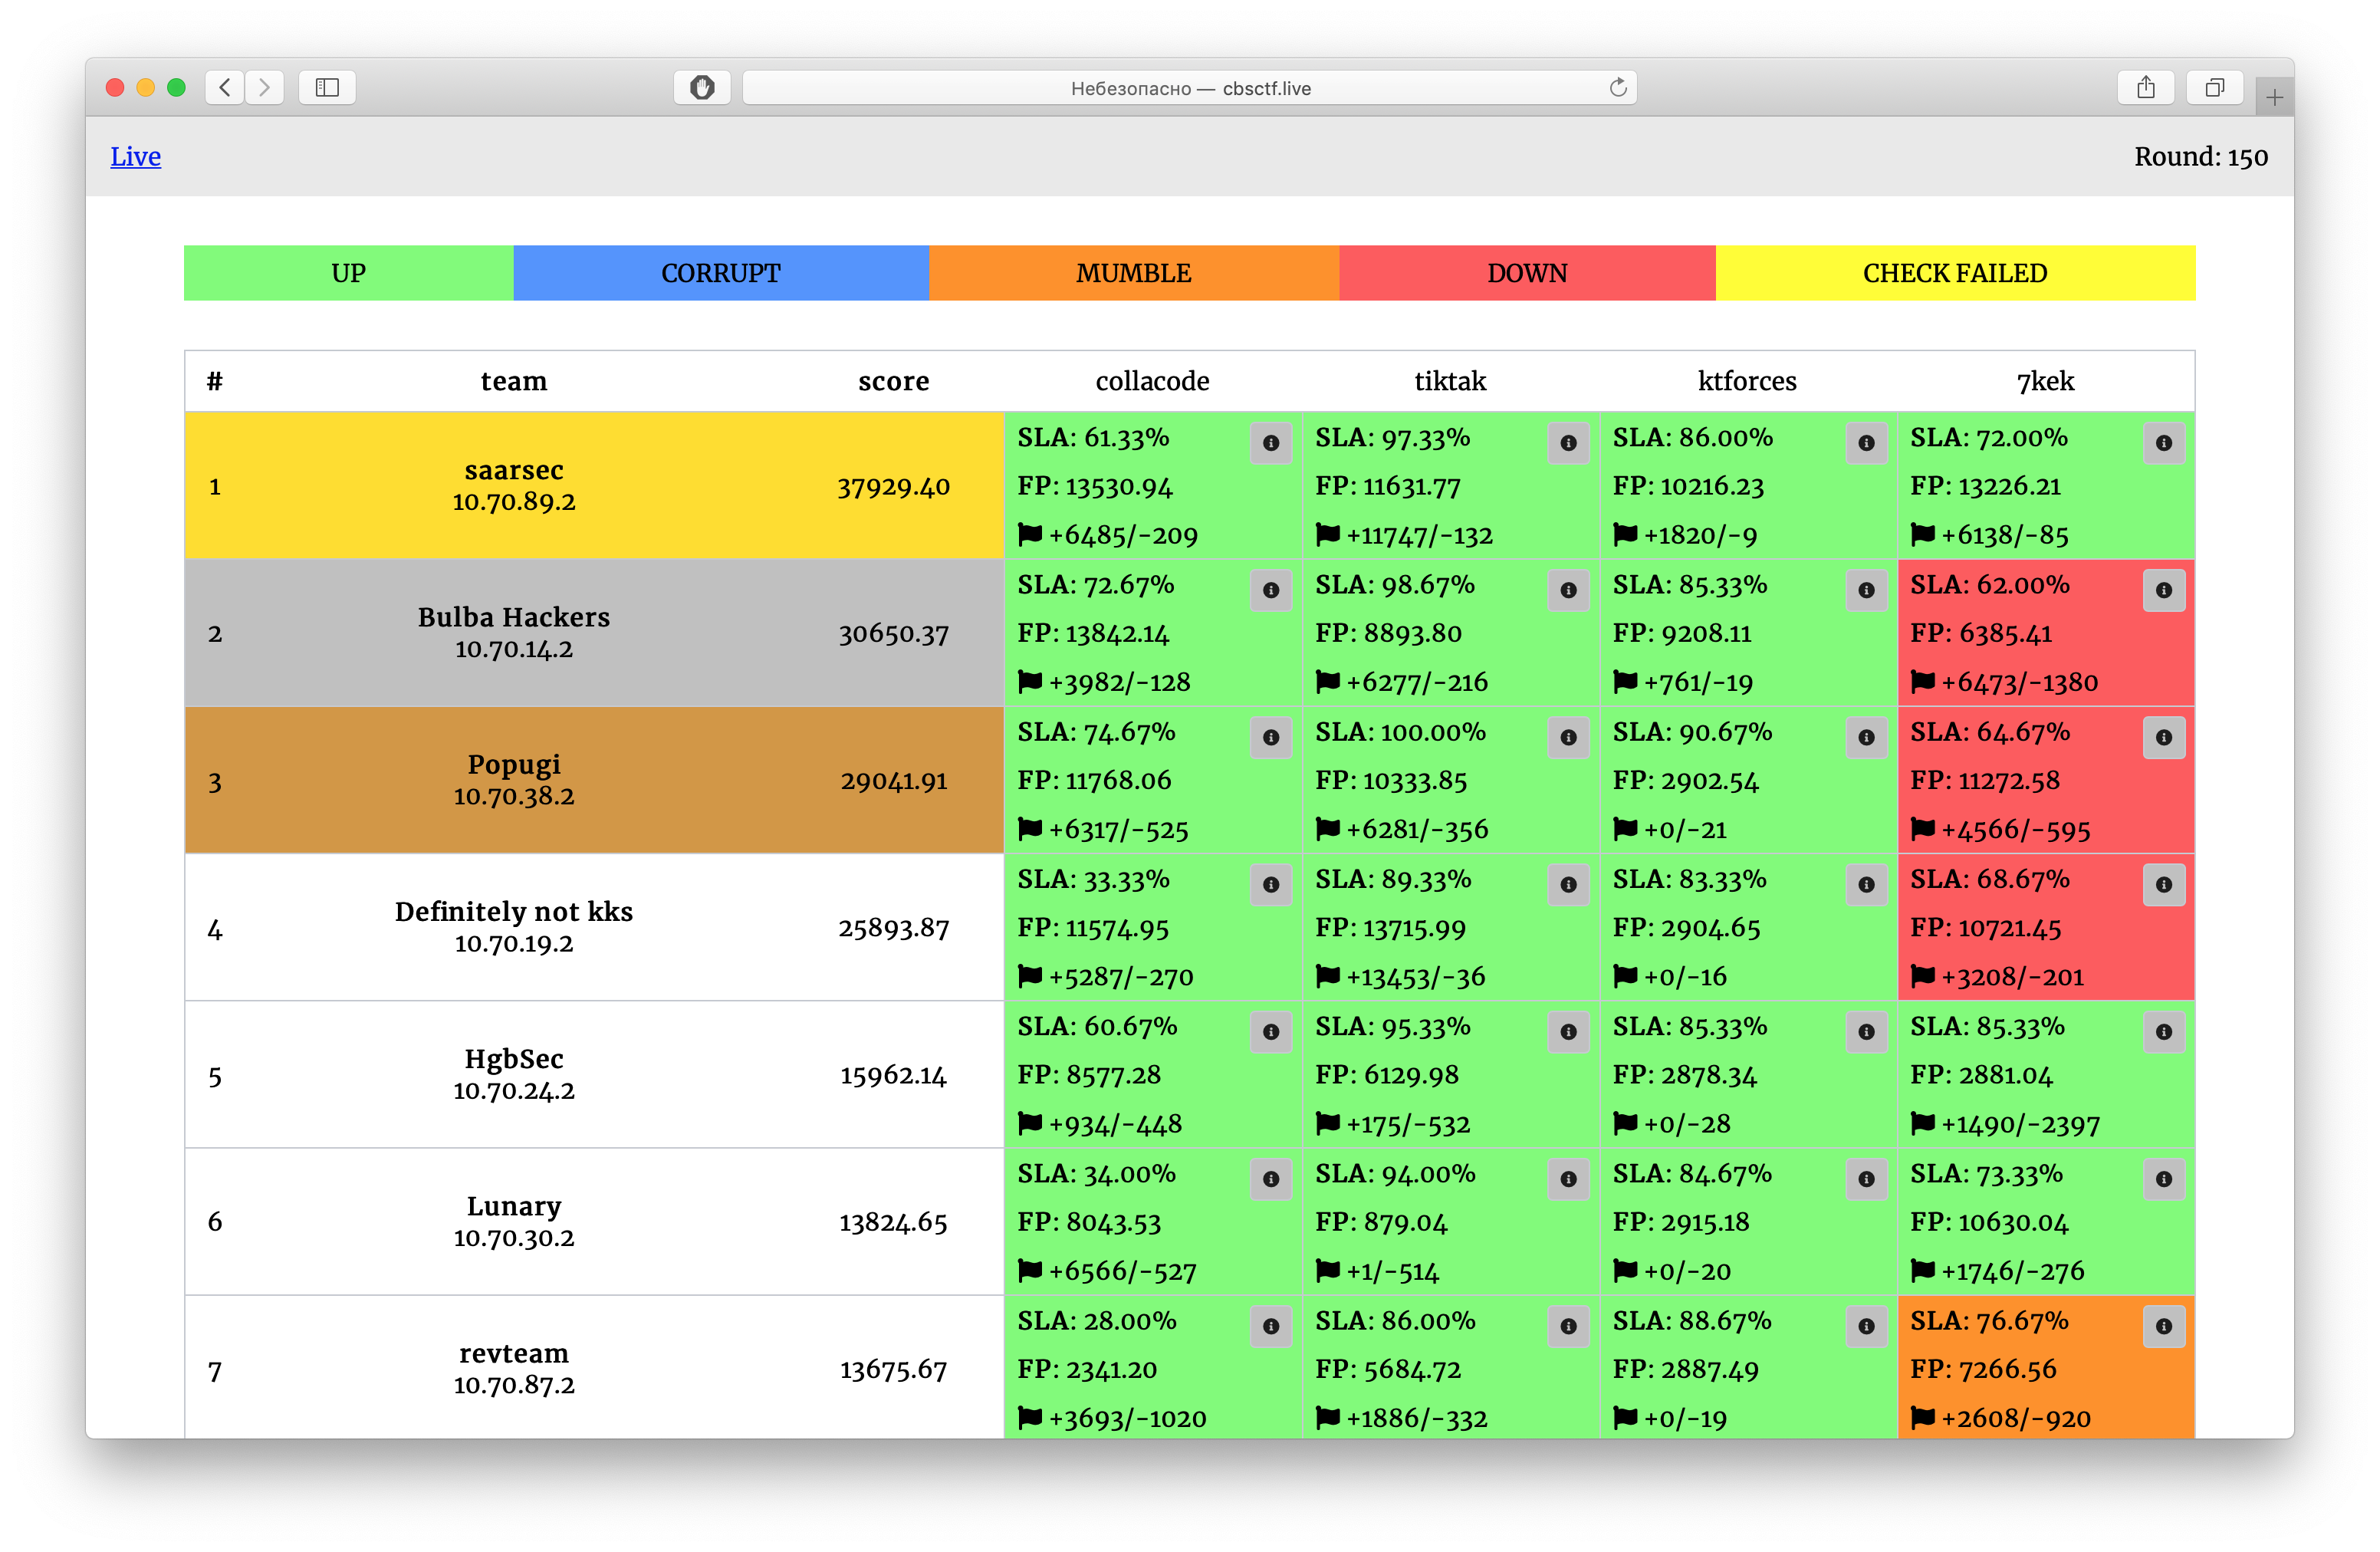 Небезопасно — cbsctf.live
Live
Round: 150
UP CORRUPT MUMBLE DOWN CHECK FAILED
# team score collacode tiktak ktforces 7kek
1 saarsec 10.70.89.2 37929.40
SLA: 61.33% FP: 13530.94 +6485/-209
SLA: 97.33% FP: 11631.77 +11747/-132
SLA: 86.00% FP: 10216.23 +1820/-9
SLA: 72.00% FP: 13226.21 +6138/-85
2 Bulba Hackers 10.70.14.2 30650.37
SLA: 72.67% FP: 13842.14 +3982/-128
SLA: 98.67% FP: 8893.80 +6277/-216
SLA: 85.33% FP: 9208.11 +761/-19
SLA: 62.00% FP: 6385.41 +6473/-1380
3 Popugi 10.70.38.2 29041.91
SLA: 74.67% FP: 11768.06 +6317/-525
SLA: 100.00% FP: 10333.85 +6281/-356
SLA: 90.67% FP: 2902.54 +0/-21
SLA: 64.67% FP: 11272.58 +4566/-595
4 Definitely not kks 10.70.19.2 25893.87
SLA: 33.33% FP: 11574.95 +5287/-270
SLA: 89.33% FP: 13715.99 +13453/-36
SLA: 83.33% FP: 2904.65 +0/-16
SLA: 68.67% FP: 10721.45 +3208/-201
5 HgbSec 10.70.24.2 15962.14
SLA: 60.67% FP: 8577.28 +934/-448
SLA: 95.33% FP: 6129.98 +175/-532
SLA: 85.33% FP: 2878.34 +0/-28
SLA: 85.33% FP: 2881.04 +1490/-2397
6 Lunary 10.70.30.2 13824.65
SLA: 34.00% FP: 8043.53 +6566/-527
SLA: 94.00% FP: 879.04 +1/-514
SLA: 84.67% FP: 2915.18 +0/-20
SLA: 73.33% FP: 10630.04 +1746/-276
7 revteam 10.70.87.2 13675.67
SLA: 28.00% FP: 2341.20 +3693/-1020
SLA: 86.00% FP: 5684.72 +1886/-332
SLA: 88.67% FP: 2887.49 +0/-19
SLA: 76.67% FP: 7266.56 +2608/-920